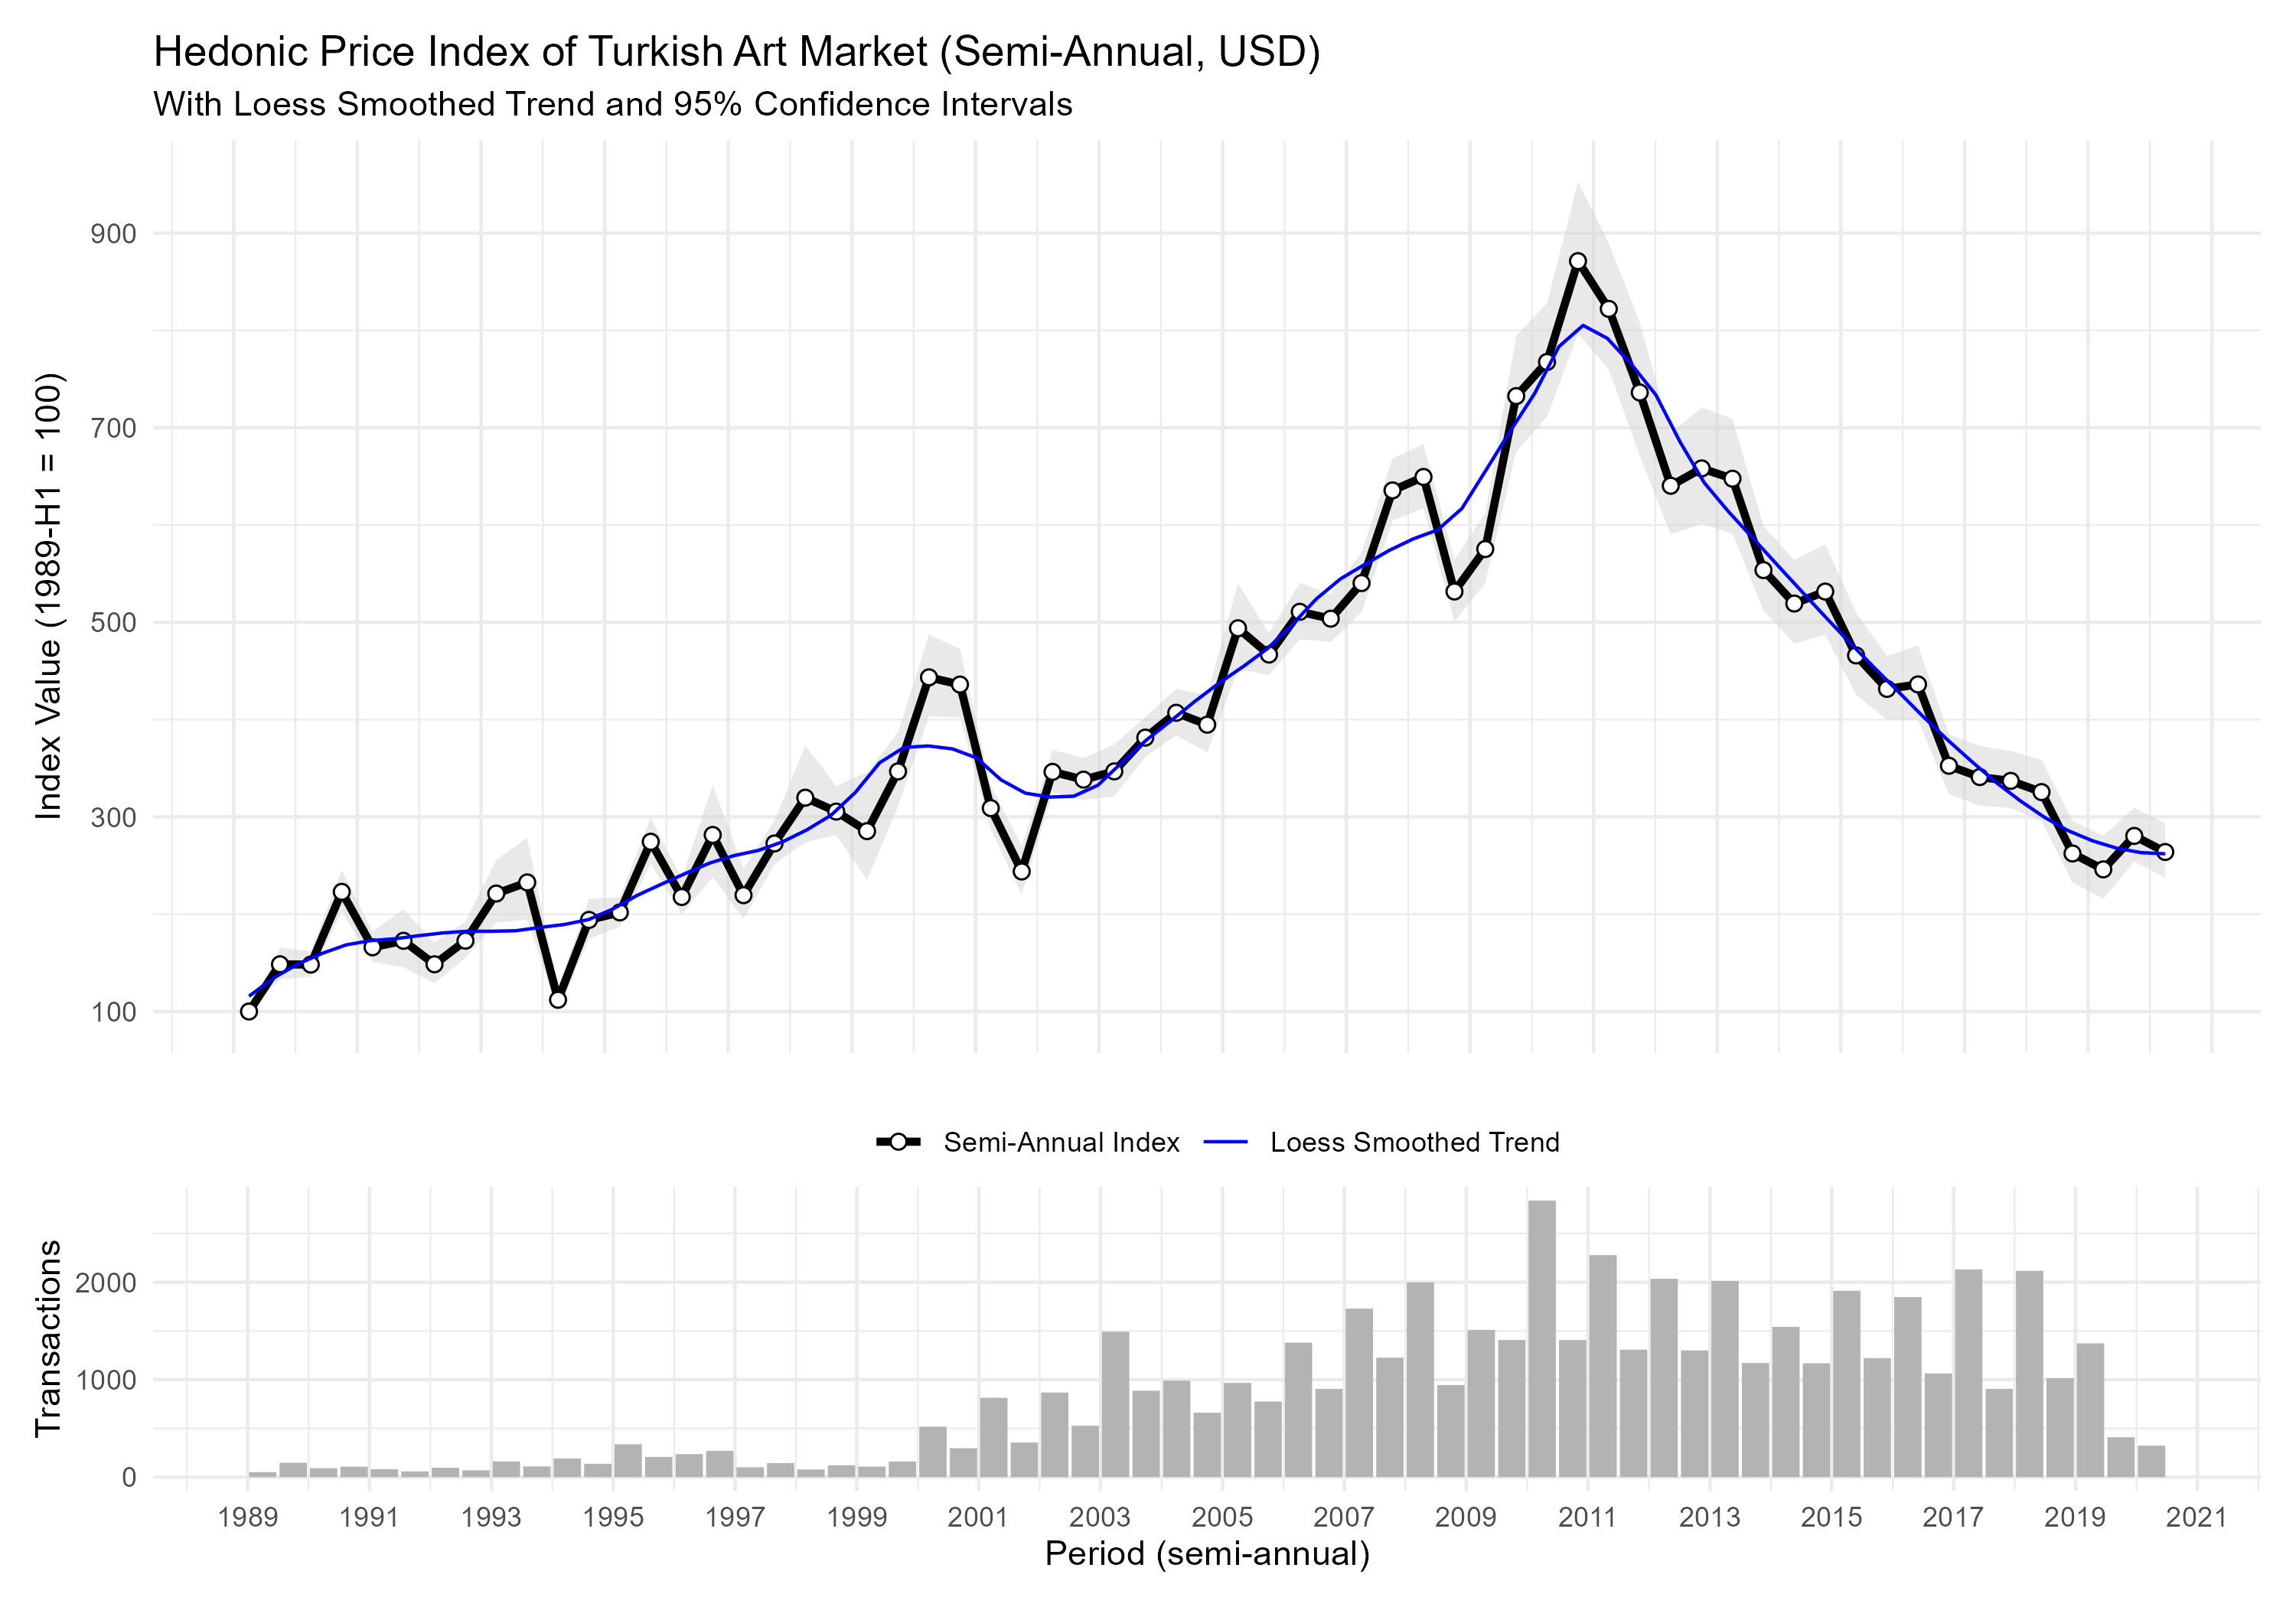 Hedonic Price Index of Turkish Art Market (Semi-Annual, USD)
With Loess Smoothed Trend and 95% Confidence Intervals
Index Value (1989-H1 = 100)
900
700
500
300
100
Semi-Annual Index
Loess Smoothed Trend
Transactions
2000
1000
0
1989 1991 1993 1995 1997 1999 2001 2003 2005 2007 2009 2011 2013 2015 2017 2019 2021
Period (semi-annual)